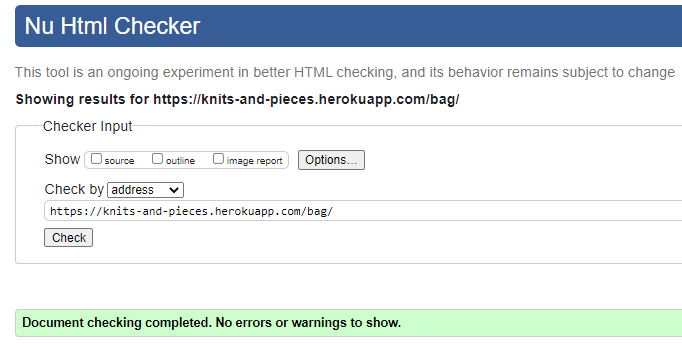 Nu Html Checker
This tool is an ongoing experiment in better HTML checking, and its behavior remains subject to change
Showing results for https://knits-and-pieces.herokuapp.com/bag/
Checker Input
Show source outline image report Options...
Check by address
https://knits-and-pieces.herokuapp.com/bag/
Check
Document checking completed. No errors or warnings to show.